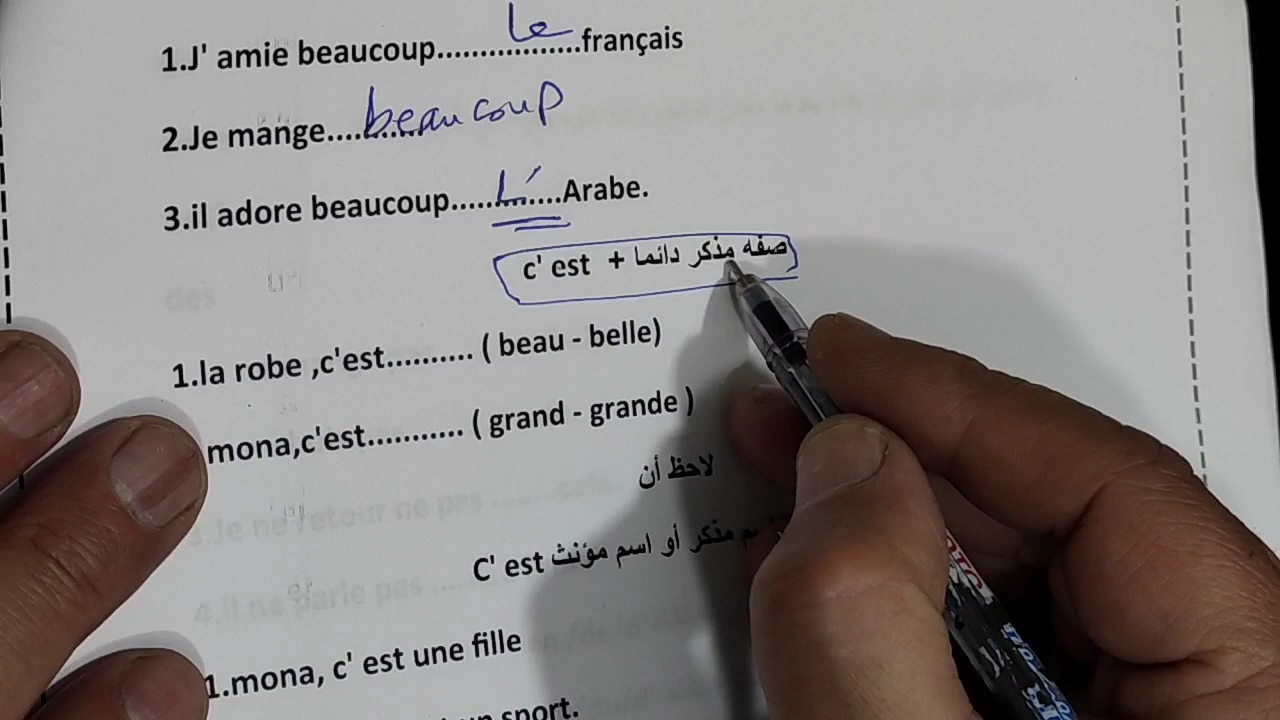 1.J' amie beaucoup........le........français
2.Je mange....beaucoup
3.il adore beaucoup.....L'.....Arabe.
c' est + صفه مذكر دائما
1.la robe ,c'est.......... ( beau - belle)
mona,c'est........... ( grand - grande )
لاحظ أن
C' est مذكر أو اسم مؤنث
1.mona, c' est une fille
sport.